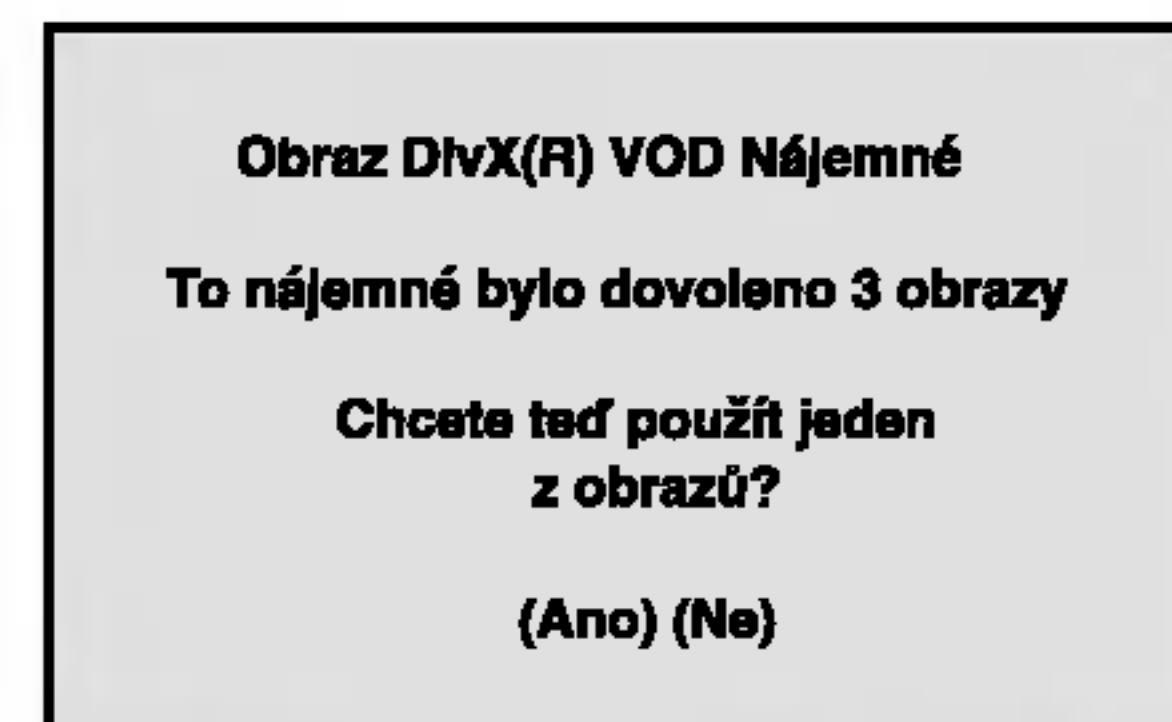 Obraz DivX(R) VOD Nájemné
To nájemné bylo dovoleno 3 obrazy
Chcete teď použít jeden
z obrazů?
(Ano) (Ne)